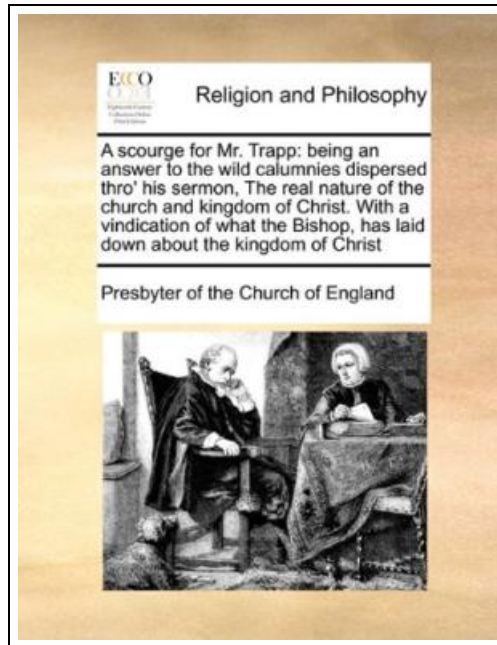 ECCO
Religion and Philosophy
A scourge for Mr. Trapp: being an
answer to the wild calumnies dispersed
thro' his sermon, The real nature of the
church and kingdom of Christ. With a
vindication of what the Bishop, has laid
down about the kingdom of Christ
Presbyter of the Church of England